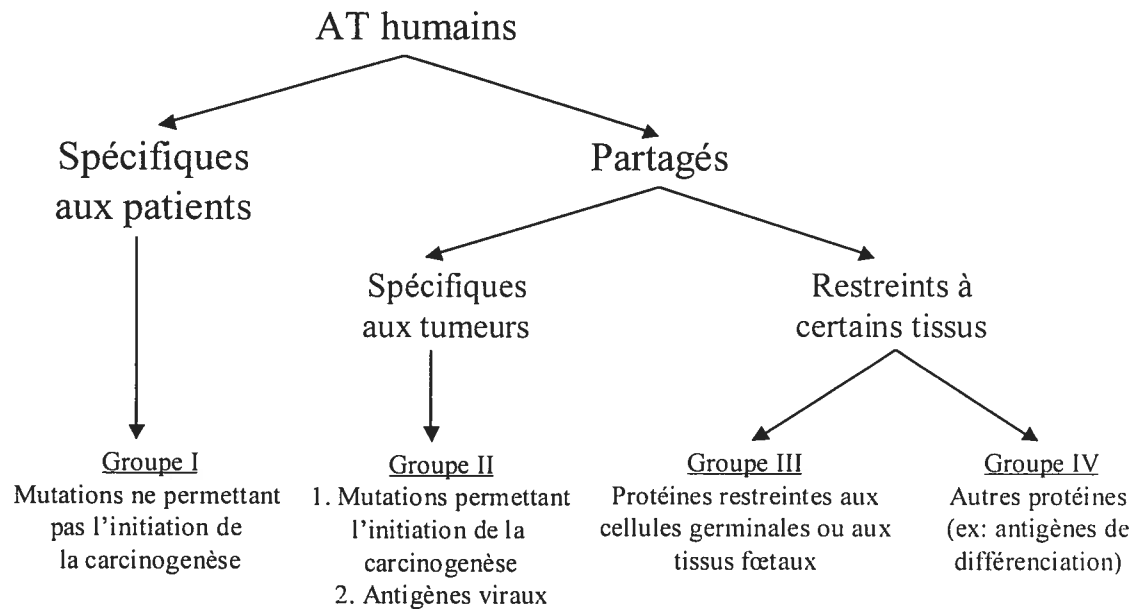 AT humains
Spécifiques
aux patients
Partagés
Spécifiques
aux tumeurs
Restreints à
certains tissus
Groupe I
Mutations ne permettant
pas l'initiation de
la carcinogenèse
Groupe II
1. Mutations permettant
l'initiation de la
carcinogenèse
2. Antigènes viraux
Groupe III
Protéines restreintes aux
cellules germinales ou aux
tissus fœtaux
Groupe IV
Autres protéines
(ex: antigènes de
différenciation)